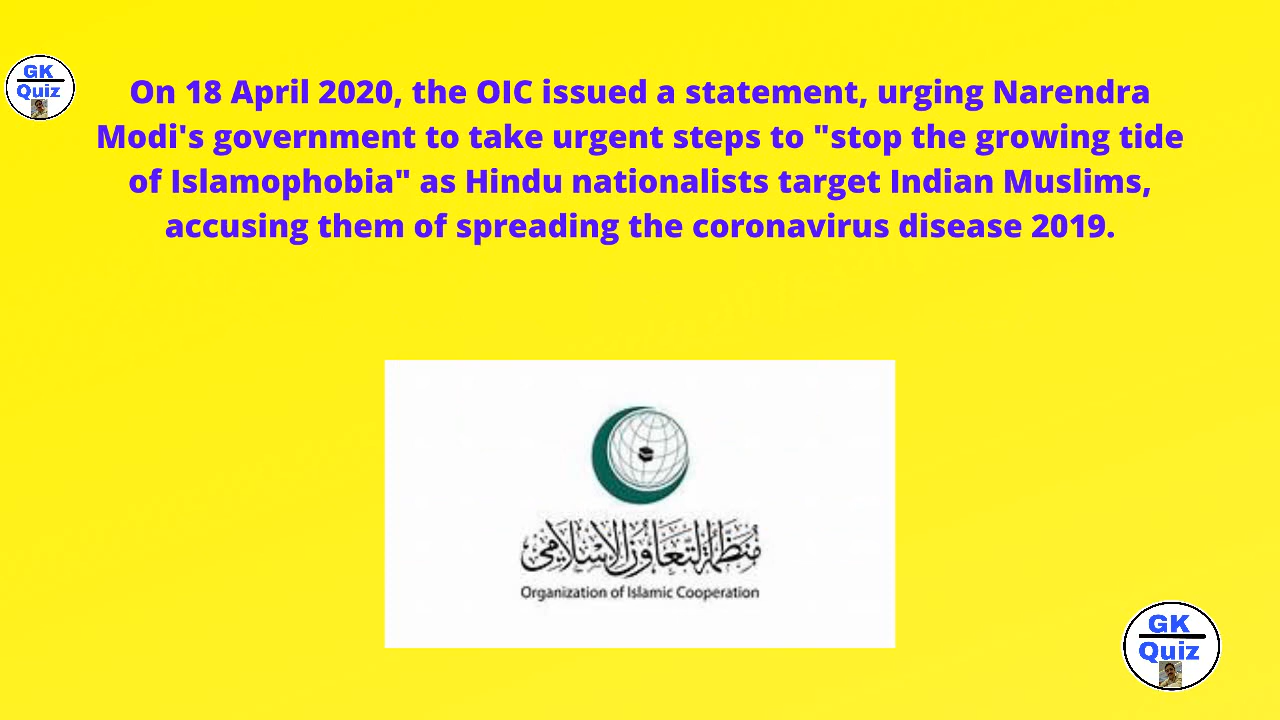 GK
Quiz
On 18 April 2020, the OIC issued a statement, urging Narendra
Modi's government to take urgent steps to "stop the growing tide
of Islamophobia" as Hindu nationalists target Indian Muslims,
accusing them of spreading the coronavirus disease 2019.
منظمة التعاون الإسلامي
Organization of Islamic Cooperation
GK
Quiz